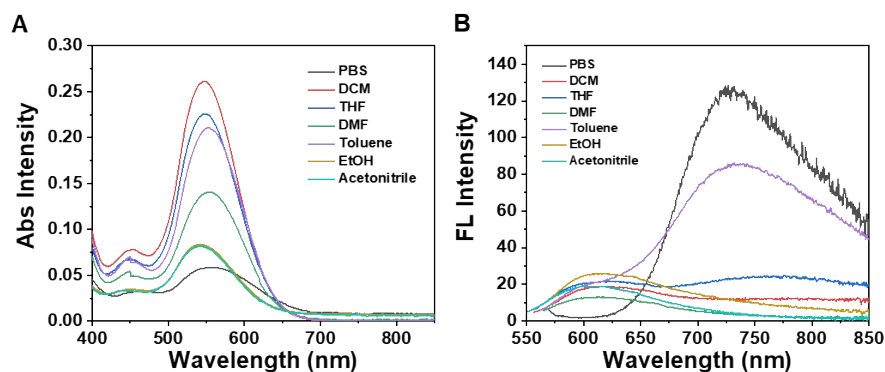 A
0.30
0.25
0.20
0.15
0.10
0.05
0.00
Abs Intensity
PBS
DCM
THF
DMF
Toluene
EtOH
Acetonitrile
400
500
600
700
800
Wavelength (nm)
B
140
120
100
80
60
40
20
0
FL Intensity
PBS
DCM
THF
DMF
Toluene
EtOH
Acetonitrile
550
600
650
700
750
800
850
Wavelength (nm)